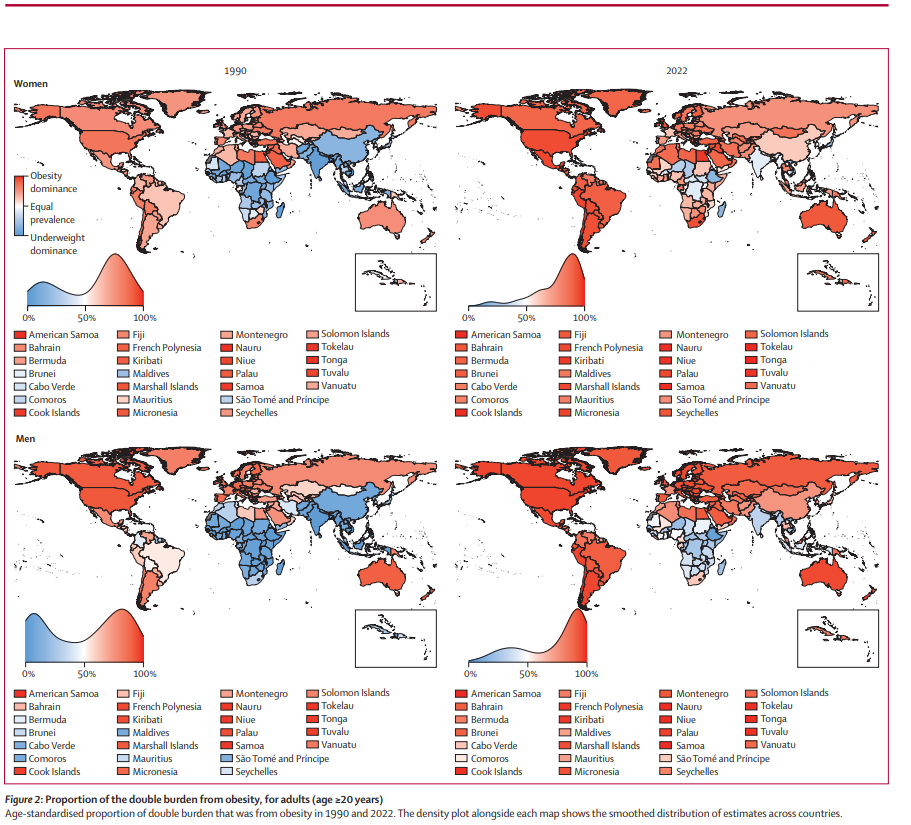 1990
2022
Women
Obesity
dominance
Equal
prevalence
Underweight
dominance
0% 50% 100%
0% 50% 100%
American Samoa Fiji Montenegro Solomon Islands
Bahrain French Polynesia Nauru Tokelau
Bermuda Kiribati Niue Tonga
Brunei Maldives Palau Tuvalu
Cabo Verde Marshall Islands Samoa Vanuatu
Comoros Mauritius São Tomé and Príncipe
Cook Islands Micronesia Seychelles
American Samoa Fiji Montenegro Solomon Islands
Bahrain French Polynesia Nauru Tokelau
Bermuda Kiribati Niue Tonga
Brunei Maldives Palau Tuvalu
Cabo Verde Marshall Islands Samoa Vanuatu
Comoros Mauritius São Tomé and Príncipe
Cook Islands Micronesia Seychelles
Men
0% 50% 100%
0% 50% 100%
American Samoa Fiji Montenegro Solomon Islands
Bahrain French Polynesia Nauru Tokelau
Bermuda Kiribati Niue Tonga
Brunei Maldives Palau Tuvalu
Cabo Verde Marshall Islands Samoa Vanuatu
Comoros Mauritius São Tomé and Príncipe
Cook Islands Micronesia Seychelles
American Samoa Fiji Montenegro Solomon Islands
Bahrain French Polynesia Nauru Tokelau
Bermuda Kiribati Niue Tonga
Brunei Maldives Palau Tuvalu
Cabo Verde Marshall Islands Samoa Vanuatu
Comoros Mauritius São Tomé and Príncipe
Cook Islands Micronesia Seychelles
Figure 2: Proportion of the double burden from obesity, for adults (age ≥20 years)
Age-standardised proportion of double burden that was from obesity in 1990 and 2022. The density plot alongside each map shows the smoothed distribution of estimates across countries.